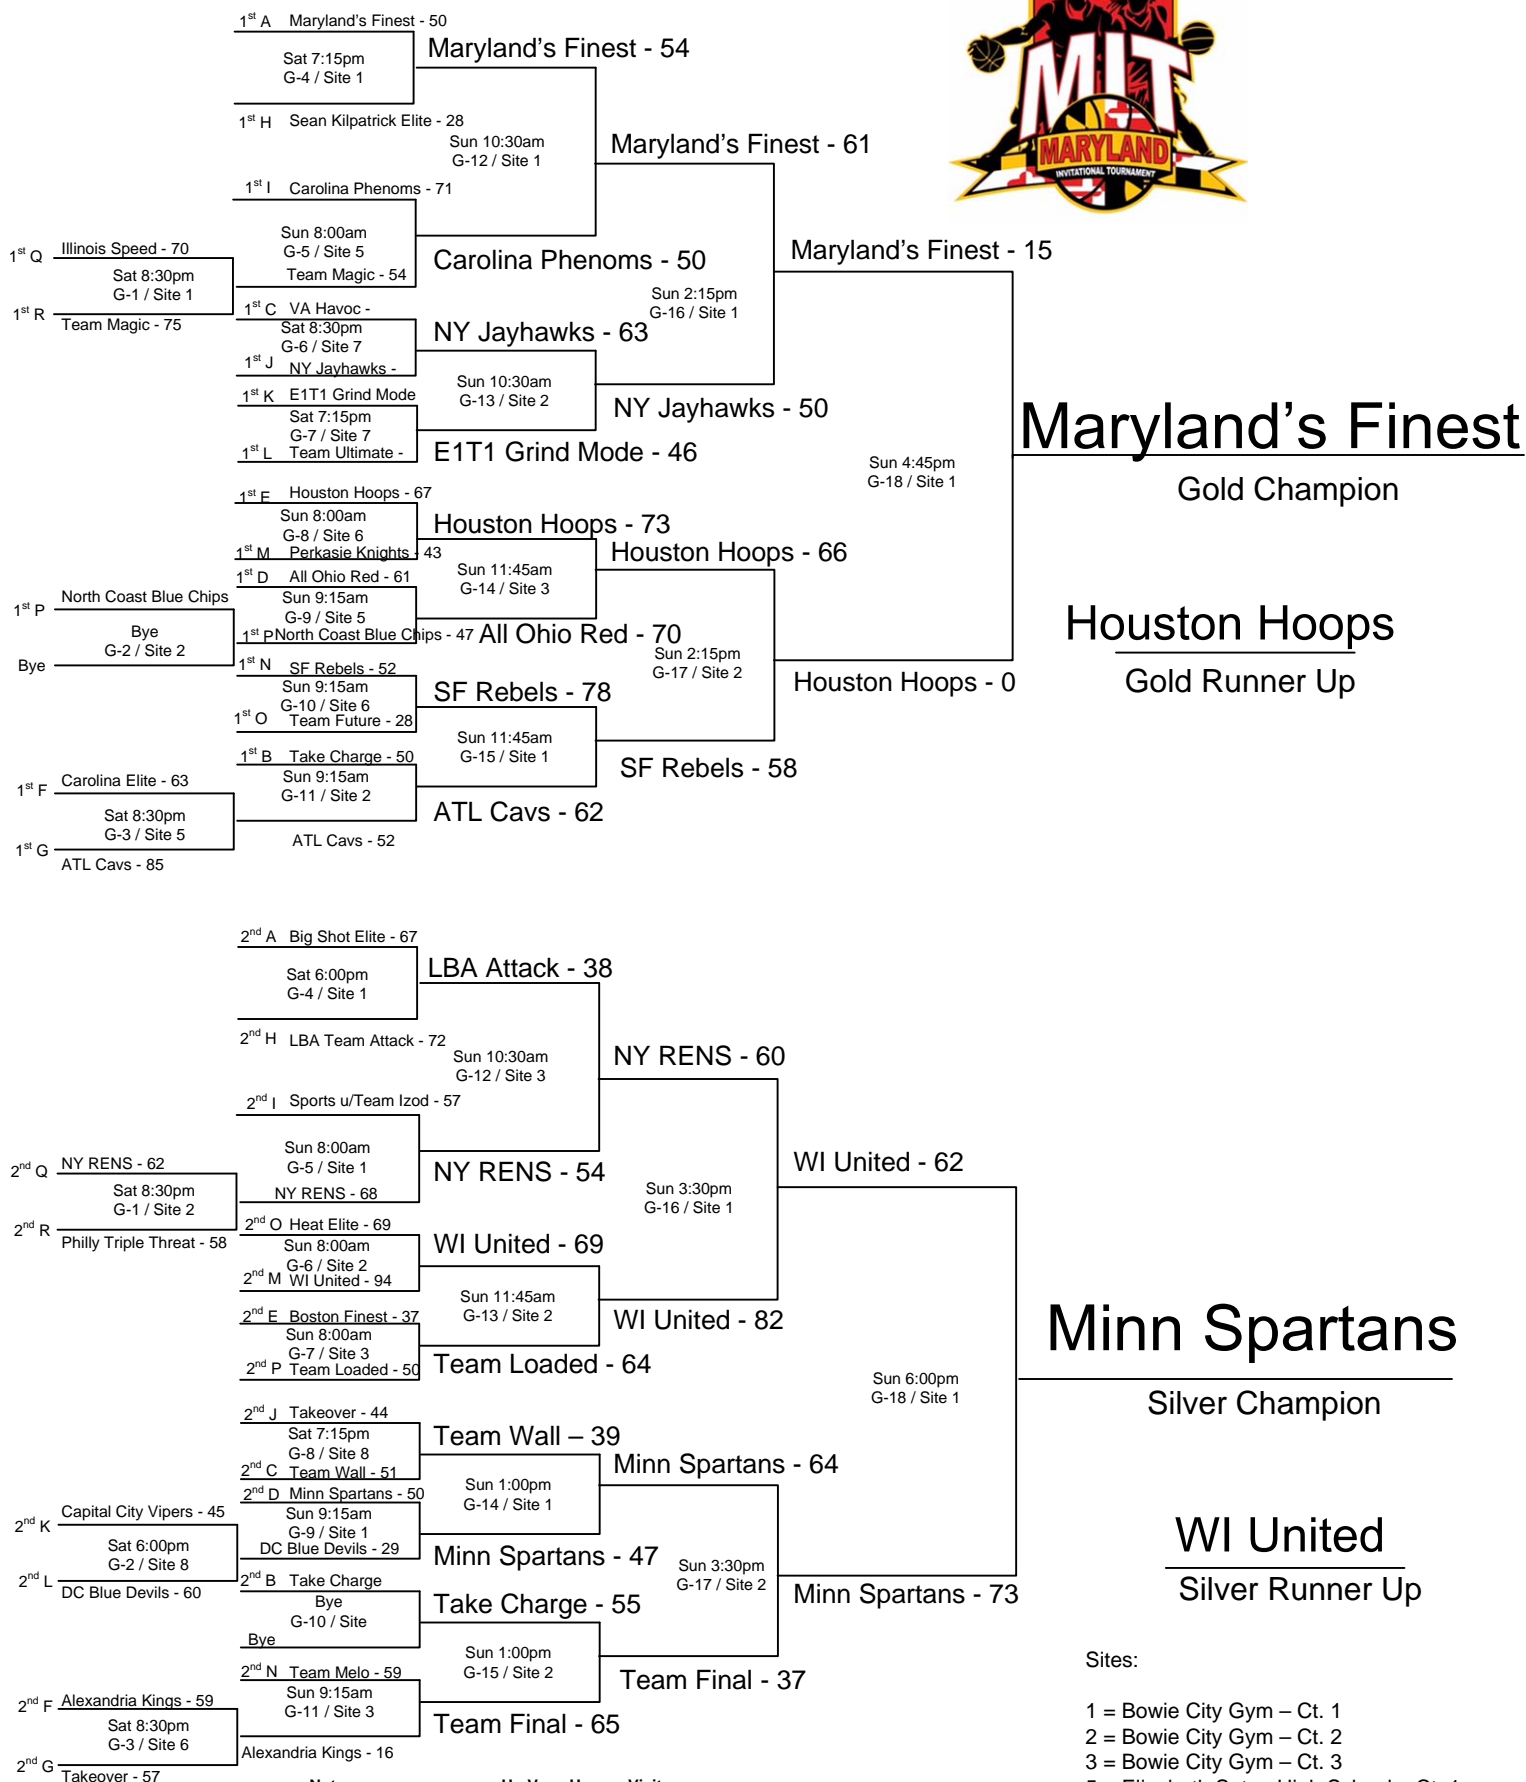 MIT
MARYLAND
INVITATIONAL TOURNAMENT
1st A Maryland's Finest - 50
Sat 7:15pm
G-4 / Site 1
1st H Sean Kilpatrick Elite - 28
Maryland's Finest - 54
Sun 10:30am
G-12 / Site 1
1st I Carolina Phenoms - 71
Sun 8:00am
G-5 / Site 5
Team Magic - 54
1st Q Illinois Speed - 70
Sat 8:30pm
G-1 / Site 1
1st R Team Magic - 75
Carolina Phenoms - 50
Maryland's Finest - 61
Sun 2:15pm
G-16 / Site 1
1st C VA Havoc -
Sat 8:30pm
G-6 / Site 7
1st J NY Jayhawks -
NY Jayhawks - 63
Sun 10:30am
G-13 / Site 2
1st K E1T1 Grind Mode
Sat 7:15pm
G-7 / Site 7
1st L Team Ultimate -
E1T1 Grind Mode - 46
NY Jayhawks - 50
Maryland's Finest - 15
Sun 4:45pm
G-18 / Site 1
Maryland's Finest
Gold Champion
1st E Houston Hoops - 67
Sun 8:00am
G-8 / Site 6
1st M Perkasie Knights - 43
Houston Hoops - 73
Sun 11:45am
G-14 / Site 3
1st D All Ohio Red - 61
Sun 9:15am
G-9 / Site 5
1st P North Coast Blue Chips - 47
1st P North Coast Blue Chips
Bye
G-2 / Site 2
Bye
All Ohio Red - 70
Houston Hoops - 66
Sun 2:15pm
G-17 / Site 2
1st N SF Rebels - 52
Sun 9:15am
G-10 / Site 6
1st O Team Future - 28
SF Rebels - 78
Sun 11:45am
G-15 / Site 1
1st B Take Charge - 50
Sun 9:15am
G-11 / Site 2
ATL Cavs - 52
1st F Carolina Elite - 63
Sat 8:30pm
G-3 / Site 5
1st G ATL Cavs - 85
ATL Cavs - 62
SF Rebels - 58
Houston Hoops - 0
Houston Hoops
Gold Runner Up
2nd A Big Shot Elite - 67
Sat 6:00pm
G-4 / Site 1
2nd H LBA Team Attack - 72
LBA Attack - 38
Sun 10:30am
G-12 / Site 3
2nd I Sports u/Team Izod - 57
Sun 8:00am
G-5 / Site 1
NY RENS - 68
2nd Q NY RENS - 62
Sat 8:30pm
G-1 / Site 2
2nd R Philly Triple Threat - 58
NY RENS - 54
NY RENS - 60
Sun 3:30pm
G-16 / Site 1
2nd O Heat Elite - 69
Sun 8:00am
G-6 / Site 2
2nd M WI United - 94
WI United - 69
Sun 11:45am
G-13 / Site 2
2nd E Boston Finest - 37
Sun 8:00am
G-7 / Site 3
2nd P Team Loaded - 50
Team Loaded - 64
WI United - 82
WI United - 62
Sun 6:00pm
G-18 / Site 1
Minn Spartans
Silver Champion
2nd J Takeover - 44
Sat 7:15pm
G-8 / Site 8
2nd C Team Wall - 51
Team Wall – 39
Sun 1:00pm
G-14 / Site 1
2nd D Minn Spartans - 50
Sun 9:15am
G-9 / Site 1
DC Blue Devils - 29
2nd K Capital City Vipers - 45
Sat 6:00pm
G-2 / Site 8
2nd L DC Blue Devils - 60
Minn Spartans - 47
Minn Spartans - 64
Sun 3:30pm
G-17 / Site 2
2nd B Take Charge
Bye
G-10 / Site
Bye
Take Charge - 55
Sun 1:00pm
G-15 / Site 2
2nd N Team Melo - 59
Sun 9:15am
G-11 / Site 3
Alexandria Kings - 16
2nd F Alexandria Kings - 59
Sat 8:30pm
G-3 / Site 6
2nd G Takeover - 57
Team Final - 65
Team Final - 37
Minn Spartans - 73
WI United
Silver Runner Up
Sites:
1 = Bowie City Gym – Ct. 1
2 = Bowie City Gym – Ct. 2
3 = Bowie City Gym – Ct. 3